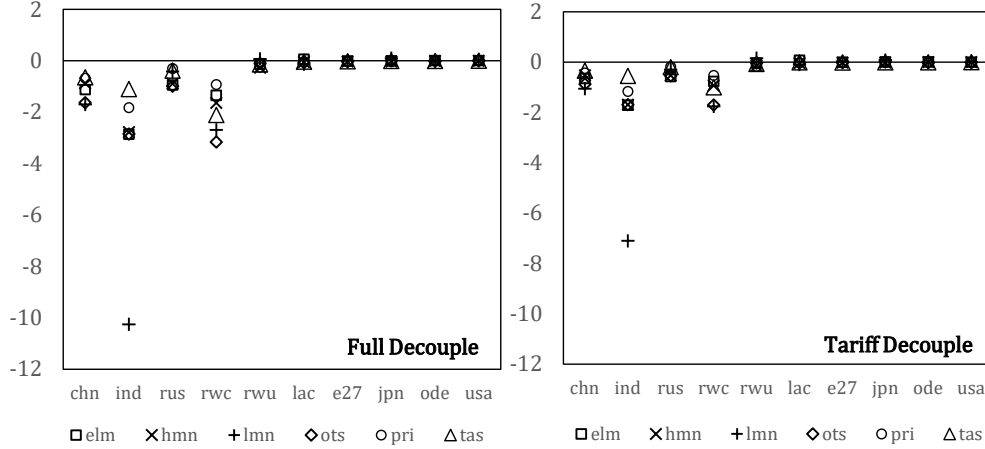 2
0
-2
-4
-6
-8
-10
-12
Full Decouple
chn ind rus rwc rwu lac e27 jpn ode usa
elm hmn lmn ots pri tas
2
0
-2
-4
-6
-8
-10
-12
Tariff Decouple
chn ind rus rwc rwu lac e27 jpn ode usa
elm hmn lmn ots pri tas